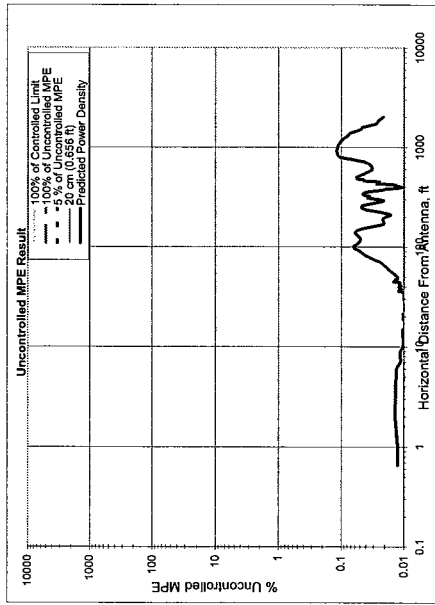 Uncontrolled MPE Result
100% of Controlled Limit
100% of Uncontrolled MPE
5 % of Uncontrolled MPE
20 cm (0.656 ft)
Predicted Power Density
% Uncontrolled MPE
10000
1000
100
10
1
0.1
0.01
0.1
1
10
100
1000
10000
Horizontal Distance From Antenna, ft